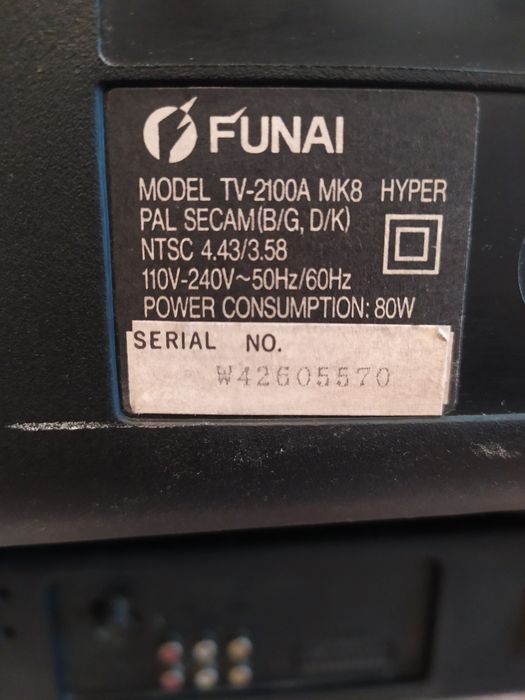 FUNAI
MODEL TV-2100A MK8 HYPER
PAL SECAM(B/G, D/K)
NTSC 4.43/3.58
110V-240V~50Hz/60Hz
POWER CONSUMPTION: 80W
SERIAL NO.
W42605570